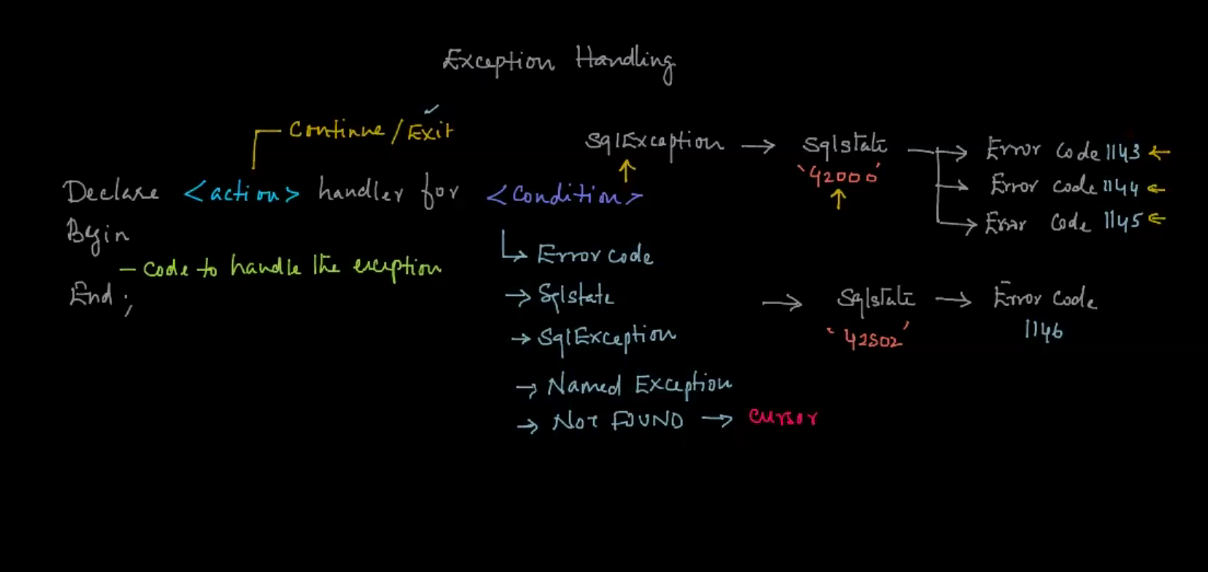 Exception Handling
Continue / Exit
SqlException → Sqlstate → Error code 1143 ←
'42000' → Error code 1144 ←
→ Error Code 1145 ←
Declare <action> handler for <Condition>
Begin
- code to handle the exception
End ;
↳ Error code
→ Sqlstate
→ SqlException
→ Named Exception
→ NOT FOUND → cursor
→ Sqlstate → Error code
'42S02' 1146